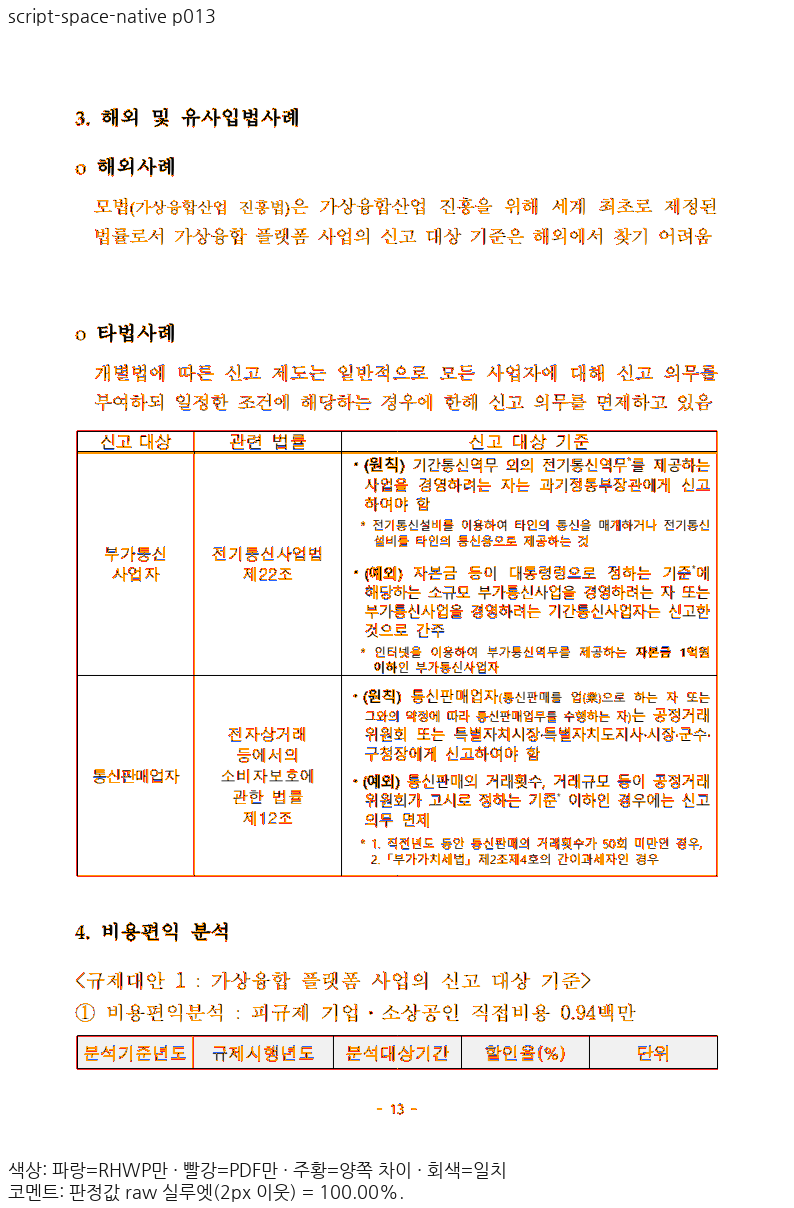 script-space-native p013
3. 해외 및 유사입법사례
o 해외사례
모법(가상융합산업 진흥법)은 가상융합산업 진흥을 위해 세계 최초로 제정된
법률로서 가상융합 플랫폼 사업의 신고 대상 기준은 해외에서 찾기 어려움
o 타법사례
개별법에 따른 신고 제도는 일반적으로 모든 사업자에 대해 신고 의무를
부여하되 일정한 조건에 해당하는 경우에 한해 신고 의무를 면제하고 있음
신고 대상 관련 법률 신고 대상 기준
부가통신
사업자
전기통신사업법
제22조
· (원칙) 기간통신역무 외의 전기통신역무*를 제공하는
사업을 경영하려는 자는 과기정통부장관에게 신고
하여야 함
* 전기통신설비를 이용하여 타인의 통신을 매개하거나 전기통신
설비를 타인의 통신용으로 제공하는 것
· (예외) 자본금 등이 대통령령으로 정하는 기준*에
해당하는 소규모 부가통신사업을 경영하려는 자 또는
부가통신사업을 경영하려는 기간통신사업자는 신고한
것으로 간주
* 인터넷을 이용하여 부가통신역무를 제공하는 자본금 1억원
이하인 부가통신사업자
통신판매업자
전자상거래
등에서의
소비자보호에
관한 법률
제12조
· (원칙) 통신판매업자(통신판매를 업(業)으로 하는 자 또는
그와의 약정에 따라 통신판매업무를 수행하는 자)는 공정거래
위원회 또는 특별자치시장·특별자치도지사·시장·군수·
구청장에게 신고하여야 함
· (예외) 통신판매의 거래횟수, 거래규모 등이 공정거래
위원회가 고시로 정하는 기준* 이하인 경우에는 신고
의무 면제
* 1. 직전년도 동안 통신판매의 거래횟수가 50회 미만인 경우,
2. 「부가가치세법」 제2조제4호의 간이과세자인 경우
4. 비용편익 분석
<규제대안 1 : 가상융합 플랫폼 사업의 신고 대상 기준>
① 비용편익분석 : 피규제 기업·소상공인 직접비용 0.94백만
분석기준년도 규제시행년도 분석대상기간 할인율(%) 단위
- 13 -
색상: 파랑=RHWP만 · 빨강=PDF만 · 주황=양쪽 차이 · 회색=일치
코멘트: 판정값 raw 실루엣(2px 이웃) = 100.00%.